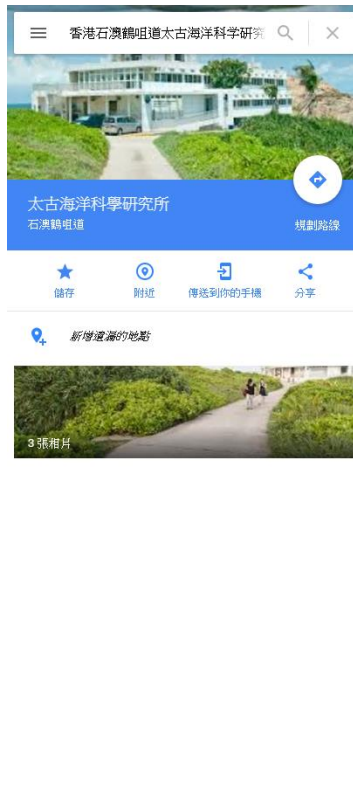 香港石澳鶴咀道太古海洋科学研究
太古海洋科學研究所
石澳鶴咀道
規劃路線
儲存
附近
傳送到你的手機
分享
新增遺漏的地點
3 張相片